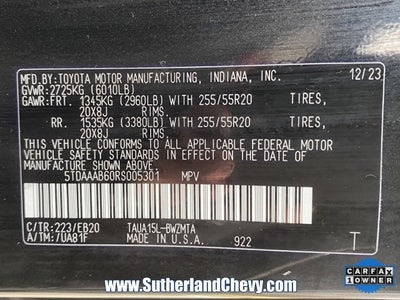 MFD.BY:TOYOTA MOTOR MANUFACTURING, INDIANA, INC. 12/23
GVWR:2725KG (6010LB)
GAWR:FRT. 1345KG (2960LB) WITH 255/55R20 TIRES,
20X8J RIMS,
RR. 1535KG (3380LB) WITH 255/55R20 TIRES,
20X8J RIMS,
THIS VEHICLE CONFORMS TO ALL APPLICABLE FEDERAL MOTOR
VEHICLE SAFETY STANDARDS IN EFFECT ON THE DATE OF
MANUFACTURE SHOWN ABOVE.
5TDAAAB60RS005301 MPV
C/TR:223/EB20 TAUA15L-BWZMTA
A/TM:/UA81F MADE IN U.S.A. 922 T
www.SutherlandChevy.com
CARFAX
1 OWNER